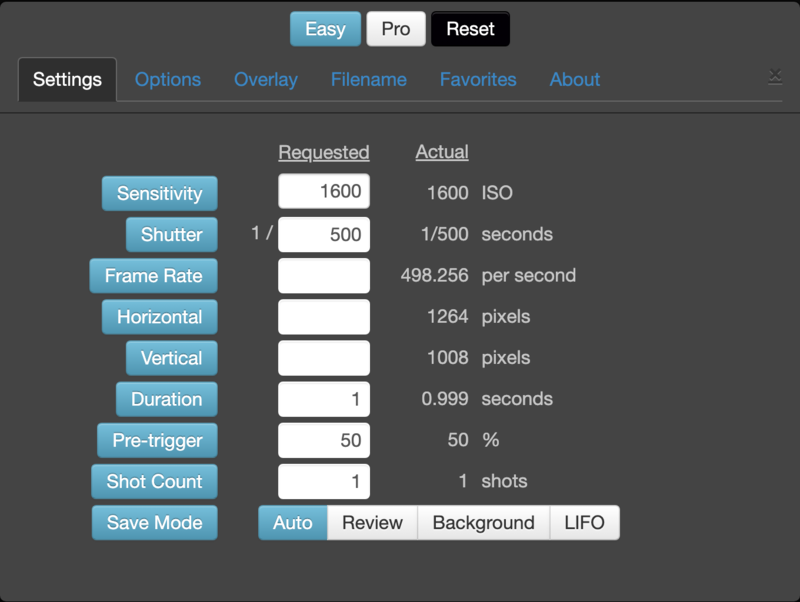 Easy Pro Reset
Settings Options Overlay Filename Favorites About ×
Requested Actual
Sensitivity 1600 1600 ISO
Shutter 1 / 500 1/500 seconds
Frame Rate 498.256 per second
Horizontal 1264 pixels
Vertical 1008 pixels
Duration 1 0.999 seconds
Pre-trigger 50 50 %
Shot Count 1 1 shots
Save Mode Auto Review Background LIFO